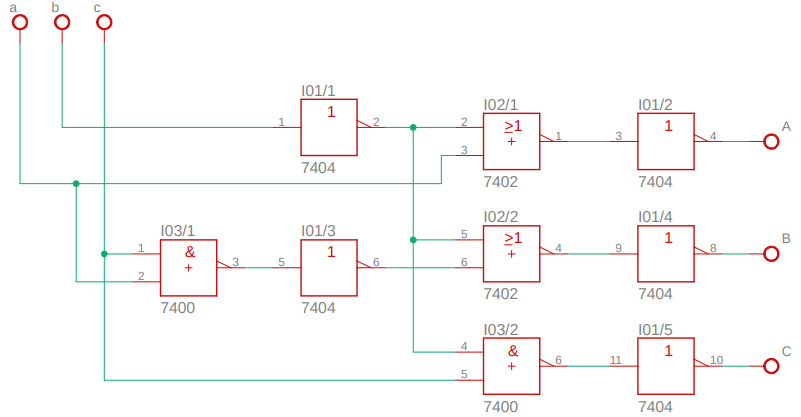 a b c
I01/1
1
1 2
7404
I02/1
≥1
+
2 1
3
7402
I01/2
1
3 4
7404
A
I03/1
&
+
1 3
2
7400
I01/3
1
5 6
7404
I02/2
≥1
+
5 4
6
7402
I01/4
1
9 8
7404
B
I03/2
&
+
4 6
5
7400
I01/5
1
11 10
7404
C